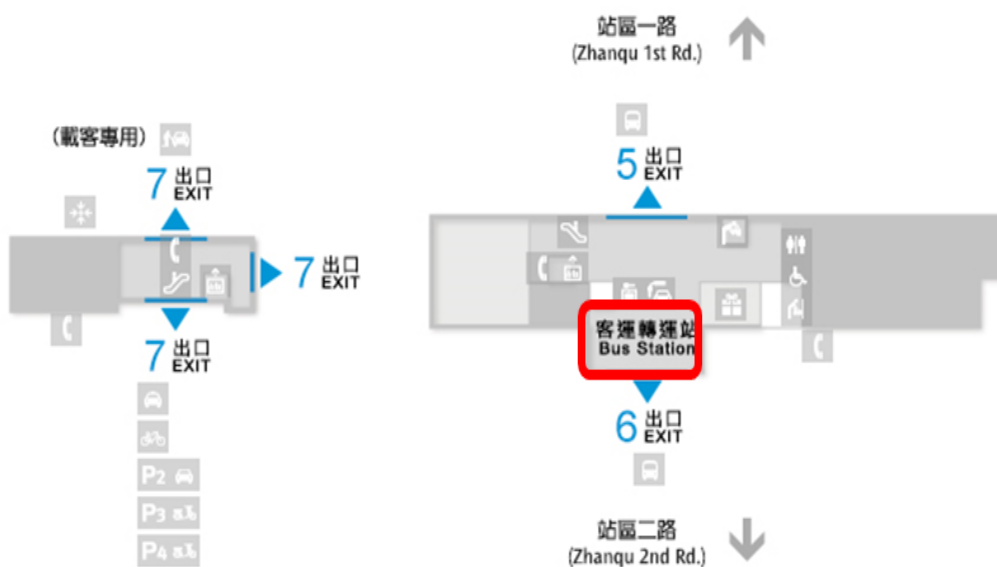 站區一路
(Zhanqu 1st Rd.)
(載客專用)
7 出口
EXIT
5 出口
EXIT
7 出口
EXIT
客運轉運站
Bus Station
7 出口
EXIT
6 出口
EXIT
P2
P3
P4
站區二路
(Zhanqu 2nd Rd.)